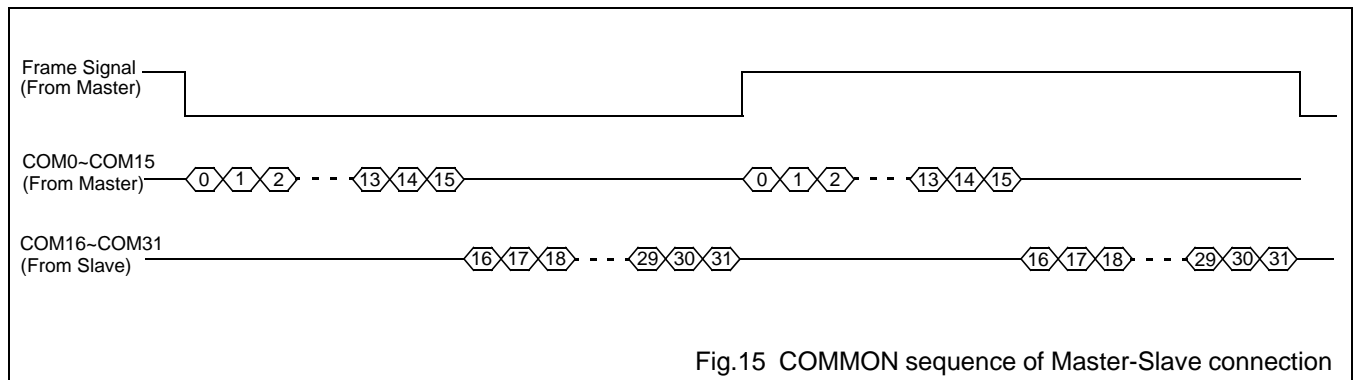 Frame Signal
(From Master)
COM0~COM15
(From Master)
0 1 2 13 14 15 0 1 2 13 14 15
COM16~COM31
(From Slave)
16 17 18 29 30 31 16 17 18 29 30 31
Fig.15 COMMON sequence of Master-Slave connection